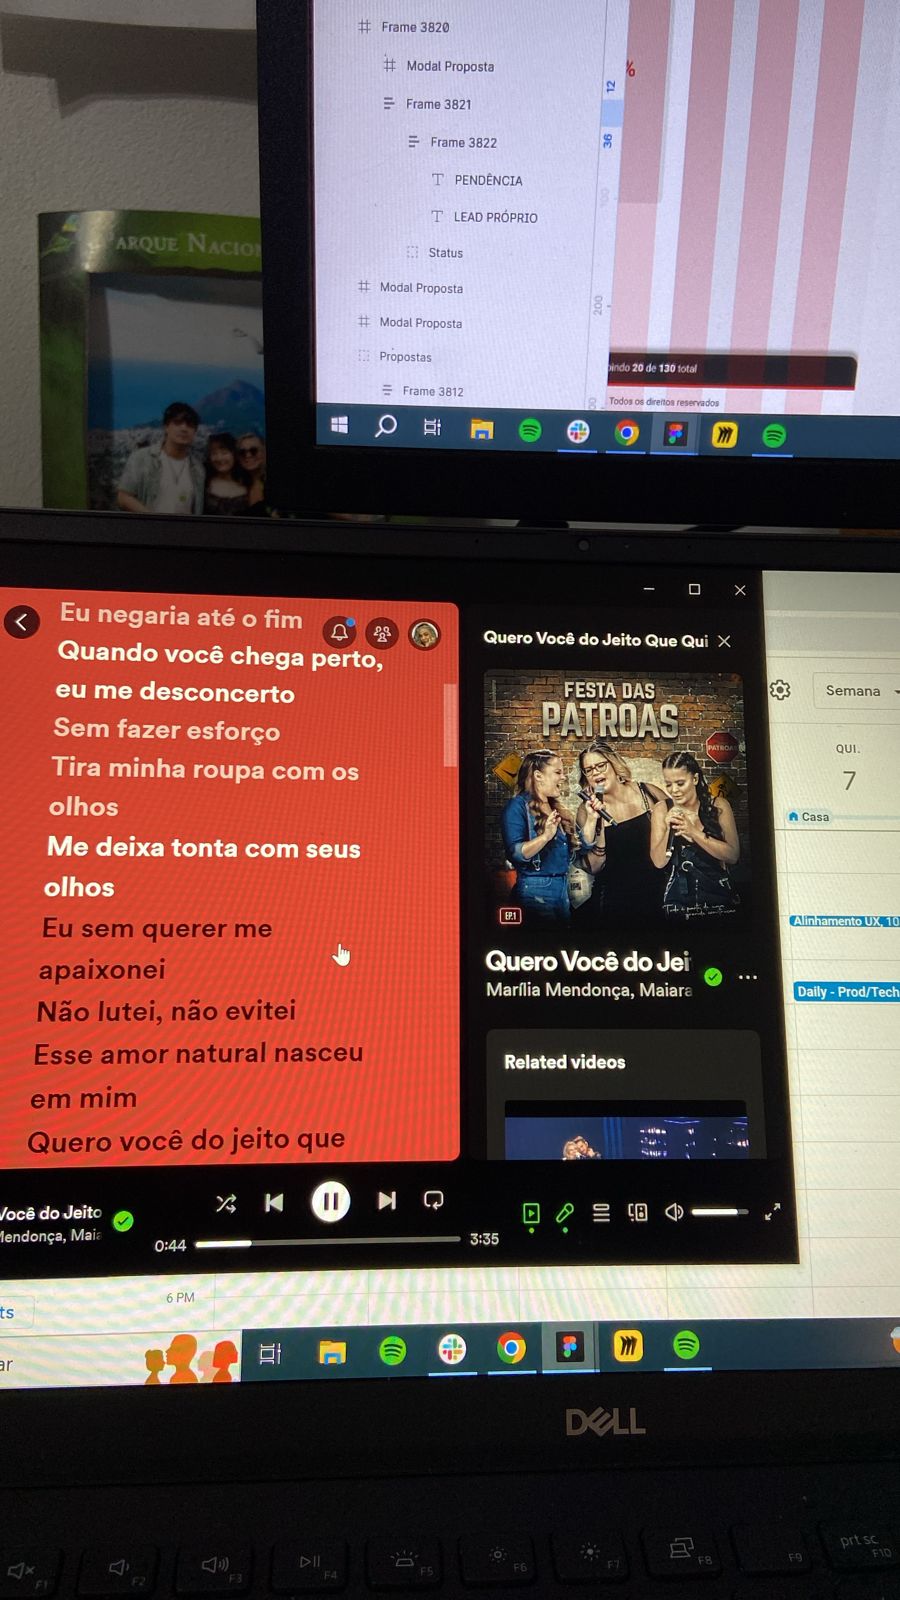 Frame 3820
Modal Proposta
Frame 3821
Frame 3822
PENDÊNCIA
LEAD PRÓPRIO
Status
Modal Proposta
Modal Proposta
Propostas
Frame 3812
%
12
36
200
indo 20 de 130 total
Todos os direitos reservados
PARQUE NACION
Eu negaria até o fim
Quando você chega perto,
eu me desconcerto
Sem fazer esforço
Tira minha roupa com os
olhos
Me deixa tonta com seus
olhos
Eu sem querer me
apaixonei
Não lutei, não evitei
Esse amor natural nasceu
em mim
Quero você do jeito que
Quero Você do Jeito Que Qui
FESTA DAS
PATROAS
PATROAS
EP.1
Quero Você do Jei
Marília Mendonça, Maiara
Related videos
Você do Jeito
Mendonça, Maia
0:44
3:35
Semana
QUI.
7
Casa
Alinhamento UX, 10
Daily - Prod/Tech
6 PM
ts
ar
DELL
F1
F2
F3
F4
F5
F6
F7
F8
F9
prt sc
F10